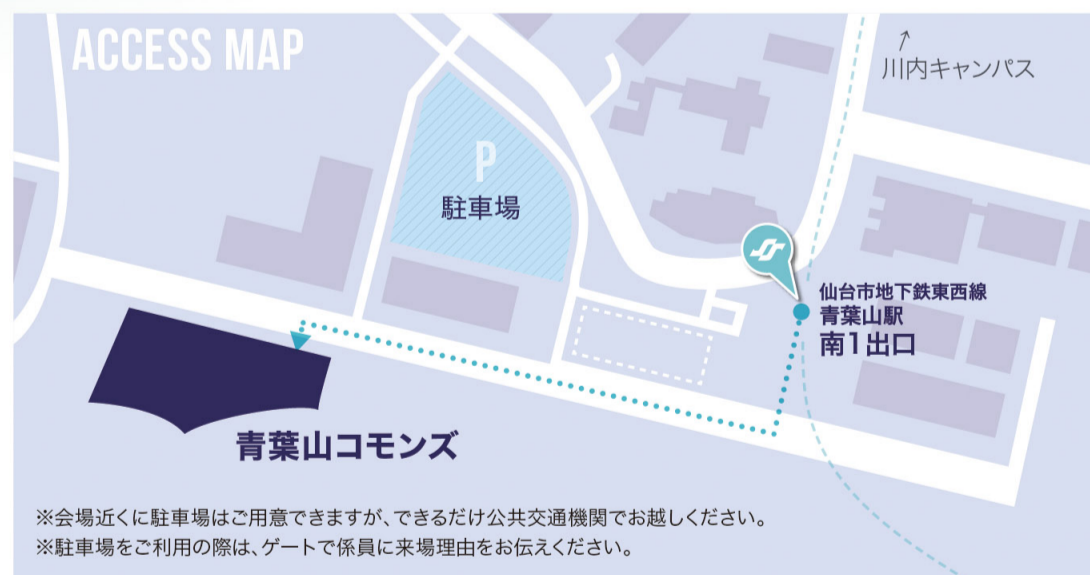 ACCESS MAP
↑
川内キャンパス
P
駐車場
仙台市地下鉄東西線
青葉山駅
南1出口
青葉山コモンズ
※会場近くに駐車場はご用意できますが、できるだけ公共交通機関でお越しください。
※駐車場をご利用の際は、ゲートで係員に来場理由をお伝えください。